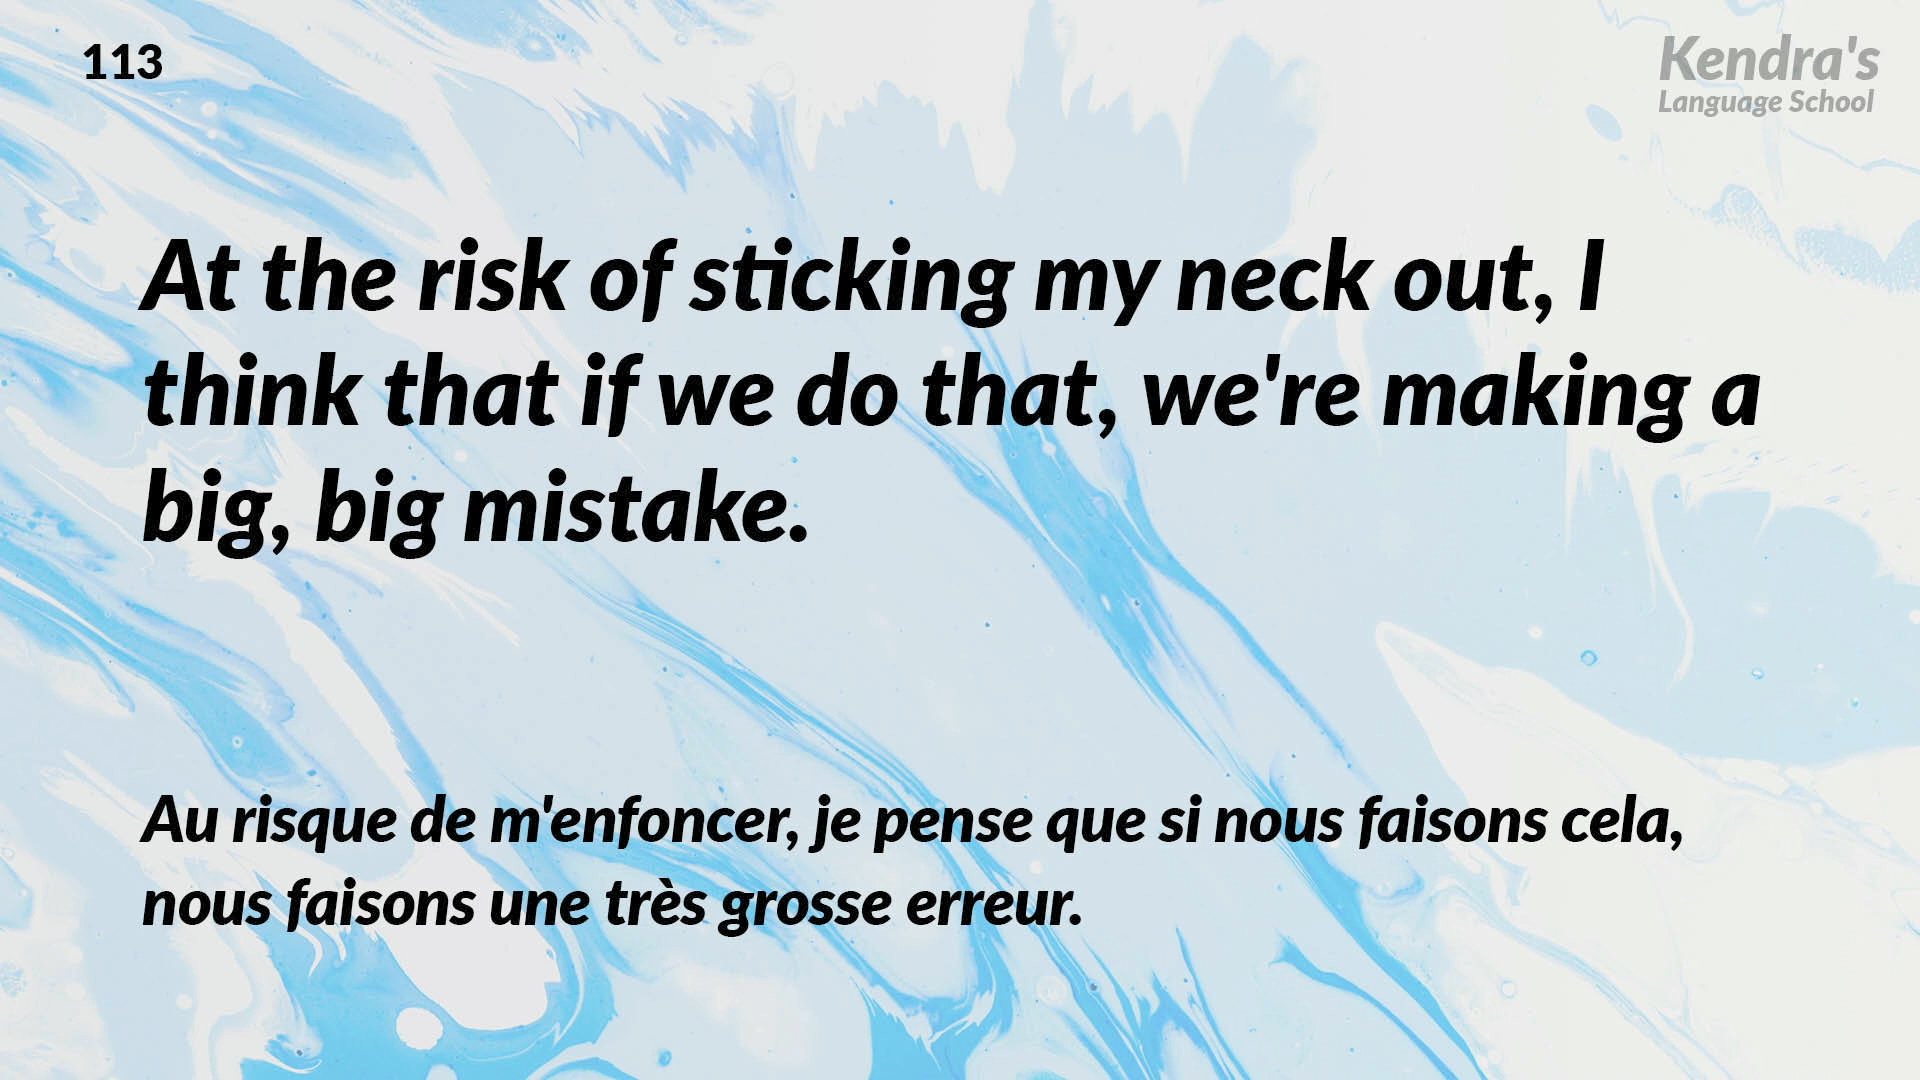 113
Kendra's
Language School
At the risk of sticking my neck out, I
think that if we do that, we're making a
big, big mistake.
Au risque de m'enfoncer, je pense que si nous faisons cela,
nous faisons une très grosse erreur.